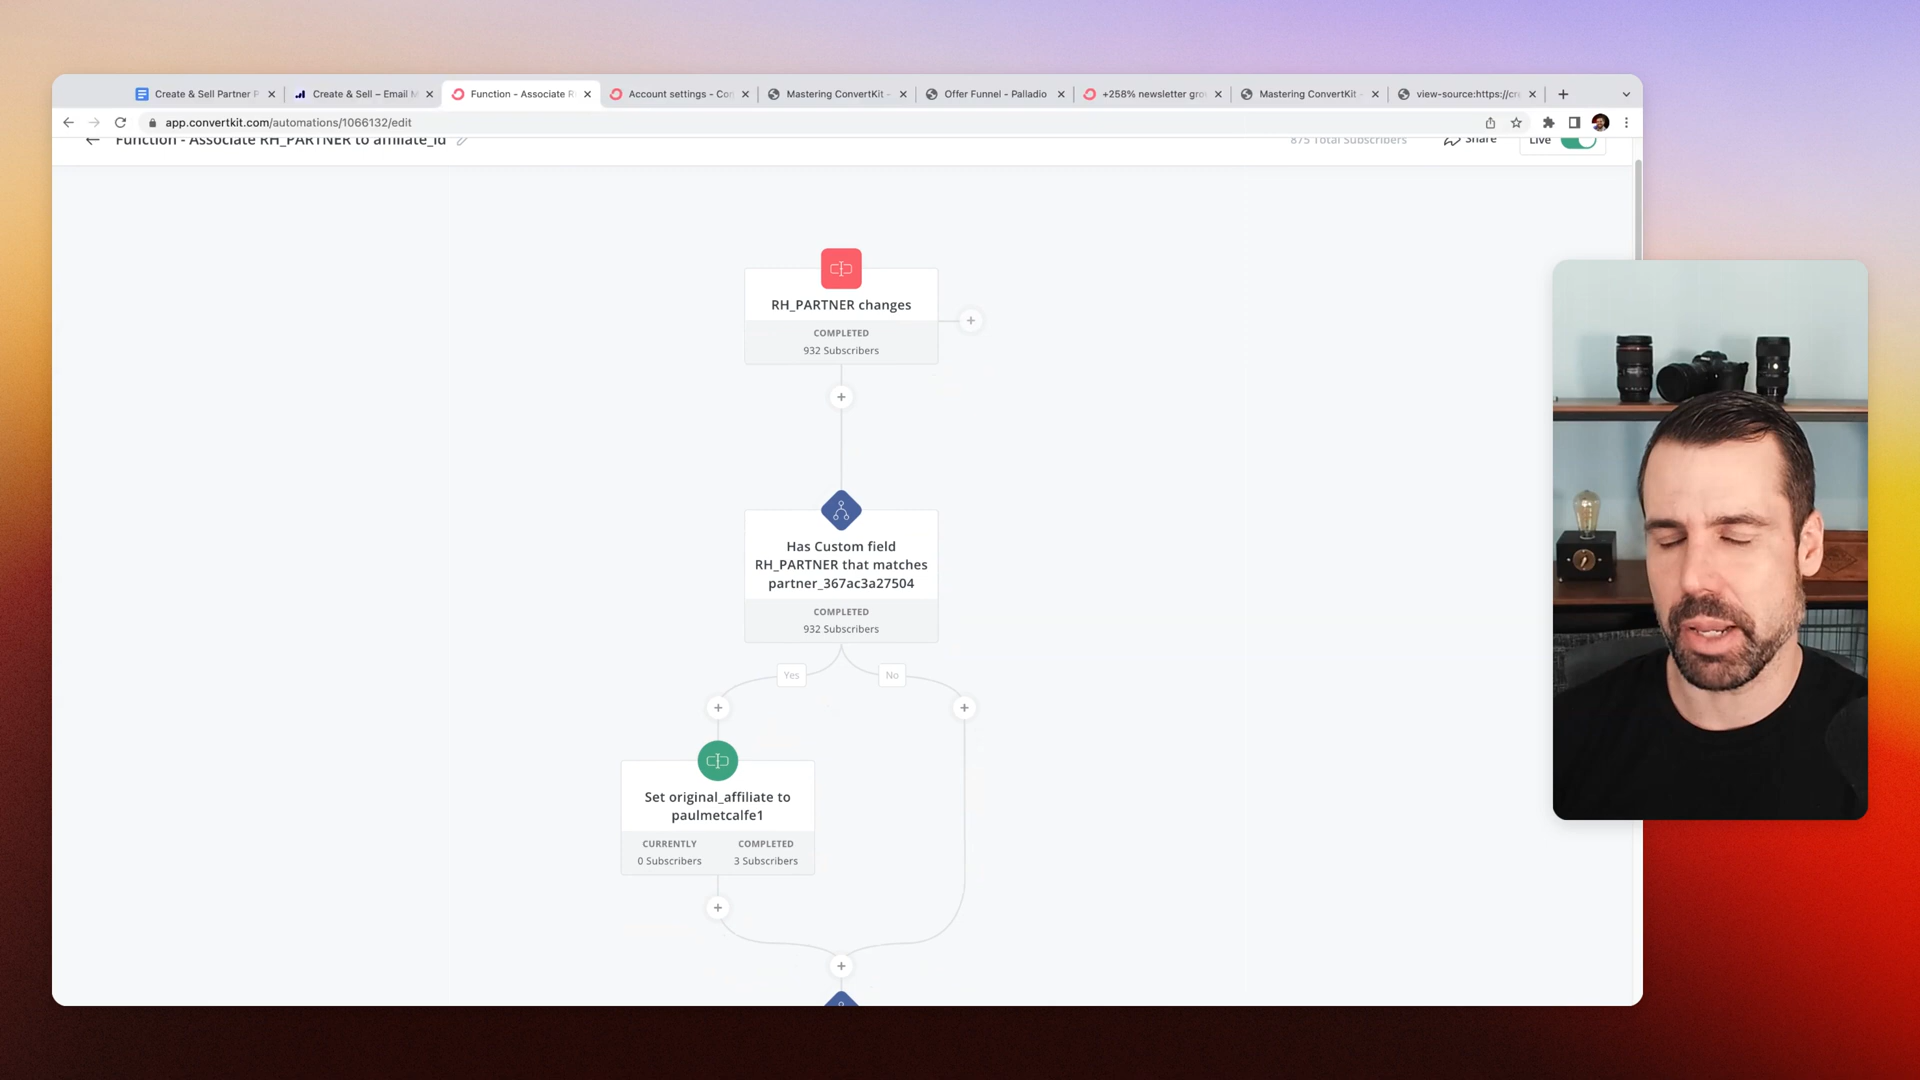 Create & Sell Partner P
Create & Sell – Email M
Function - Associate R
Account settings - Con
Mastering ConvertKit -
Offer Funnel - Palladio
+258% newsletter gro
Mastering ConvertKit -
view-source:https://cr
app.convertkit.com/automations/1066132/edit
Function - Associate RH_PARTNER to affiliate_id
875 Total Subscribers
Share
Live
RH_PARTNER changes
COMPLETED
932 Subscribers
Has Custom field
RH_PARTNER that matches
partner_367ac3a27504
COMPLETED
932 Subscribers
Yes
No
Set original_affiliate to
paulmetcalfe1
CURRENTLY
COMPLETED
0 Subscribers
3 Subscribers